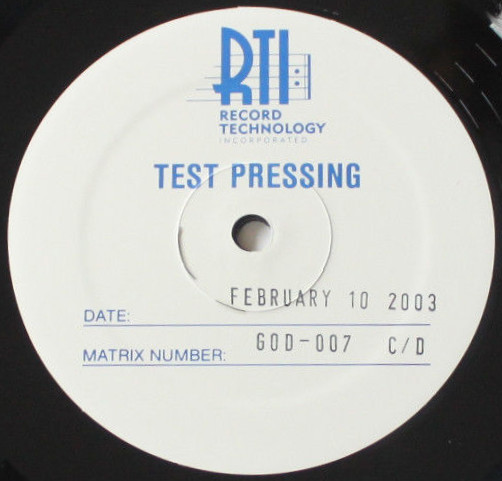 RTI
RECORD
TECHNOLOGY
INCORPORATED
TEST PRESSING
DATE: FEBRUARY 10 2003
MATRIX NUMBER: GOD-007 C/D